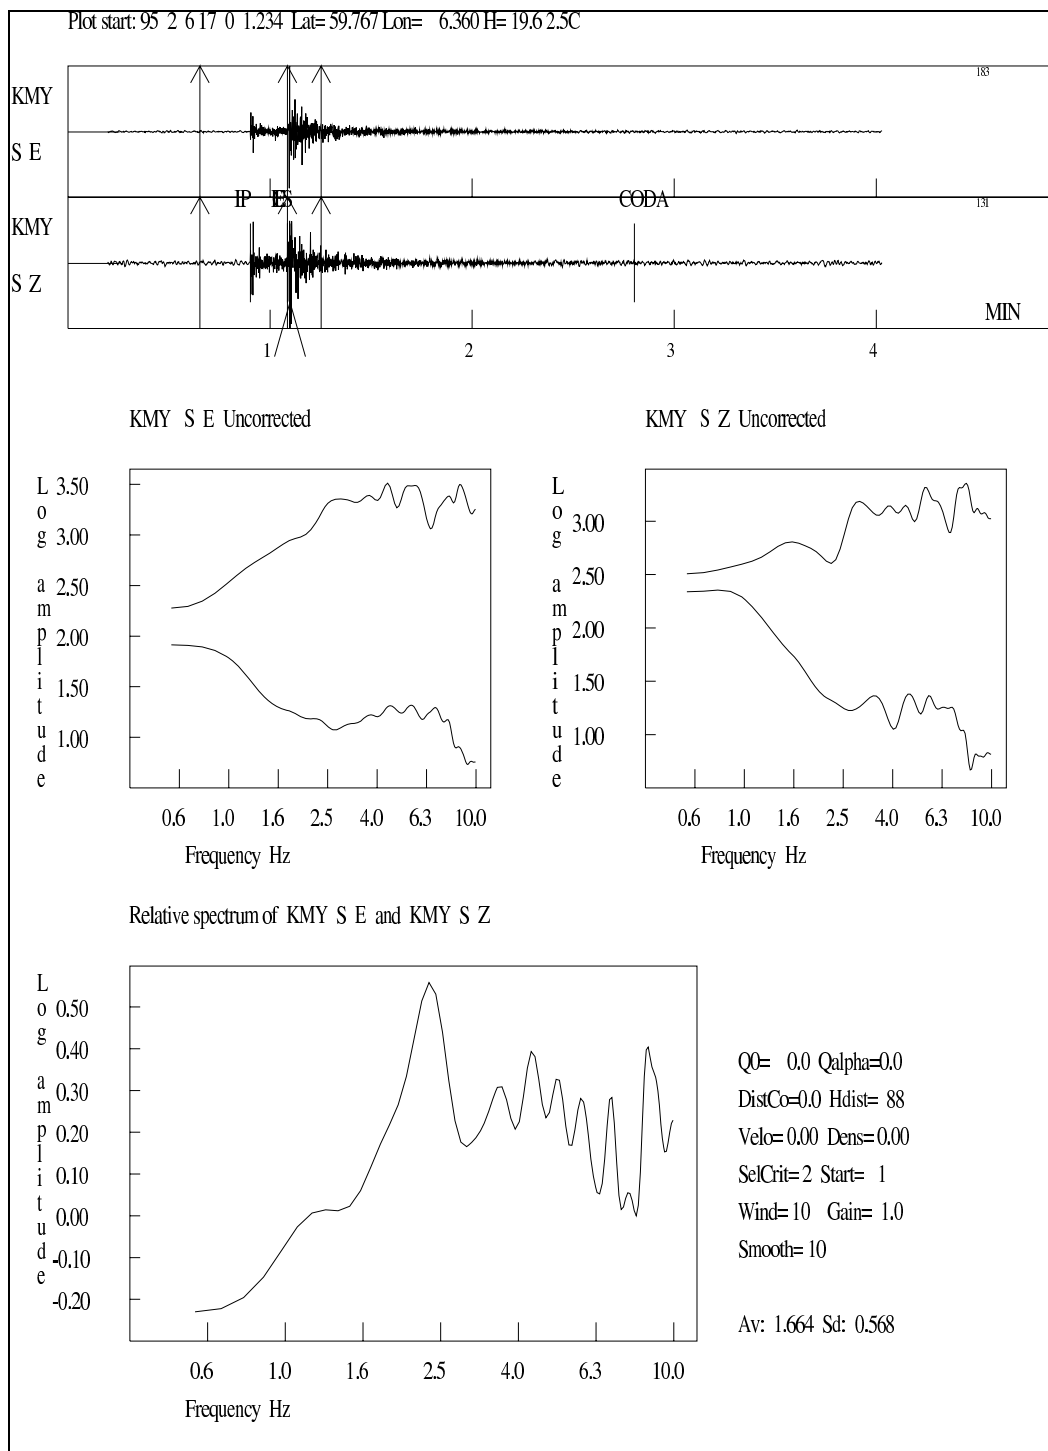 Plot start: 95 2 6 17 0 1.234 Lat= 59.767 Lon= 6.360 H= 19.6 2.5C
KMY
S E
183
IP
CODA
KMY
S Z
131
MIN
1 2 3 4
KMY S E Uncorrected
Log amplitude
3.50
3.00
2.50
2.00
1.50
1.00
0.6 1.0 1.6 2.5 4.0 6.3 10.0
Frequency Hz
KMY S Z Uncorrected
Log amplitude
3.00
2.50
2.00
1.50
1.00
0.6 1.0 1.6 2.5 4.0 6.3 10.0
Frequency Hz
Relative spectrum of KMY S E and KMY S Z
Log amplitude
0.50
0.40
0.30
0.20
0.10
0.00
-0.10
-0.20
0.6 1.0 1.6 2.5 4.0 6.3 10.0
Frequency Hz
Q0= 0.0 Qalpha=0.0
DistCo=0.0 Hdist= 88
Velo= 0.00 Dens= 0.00
SelCrit= 2 Start= 1
Wind= 10 Gain= 1.0
Smooth= 10
Av: 1.664 Sd: 0.568